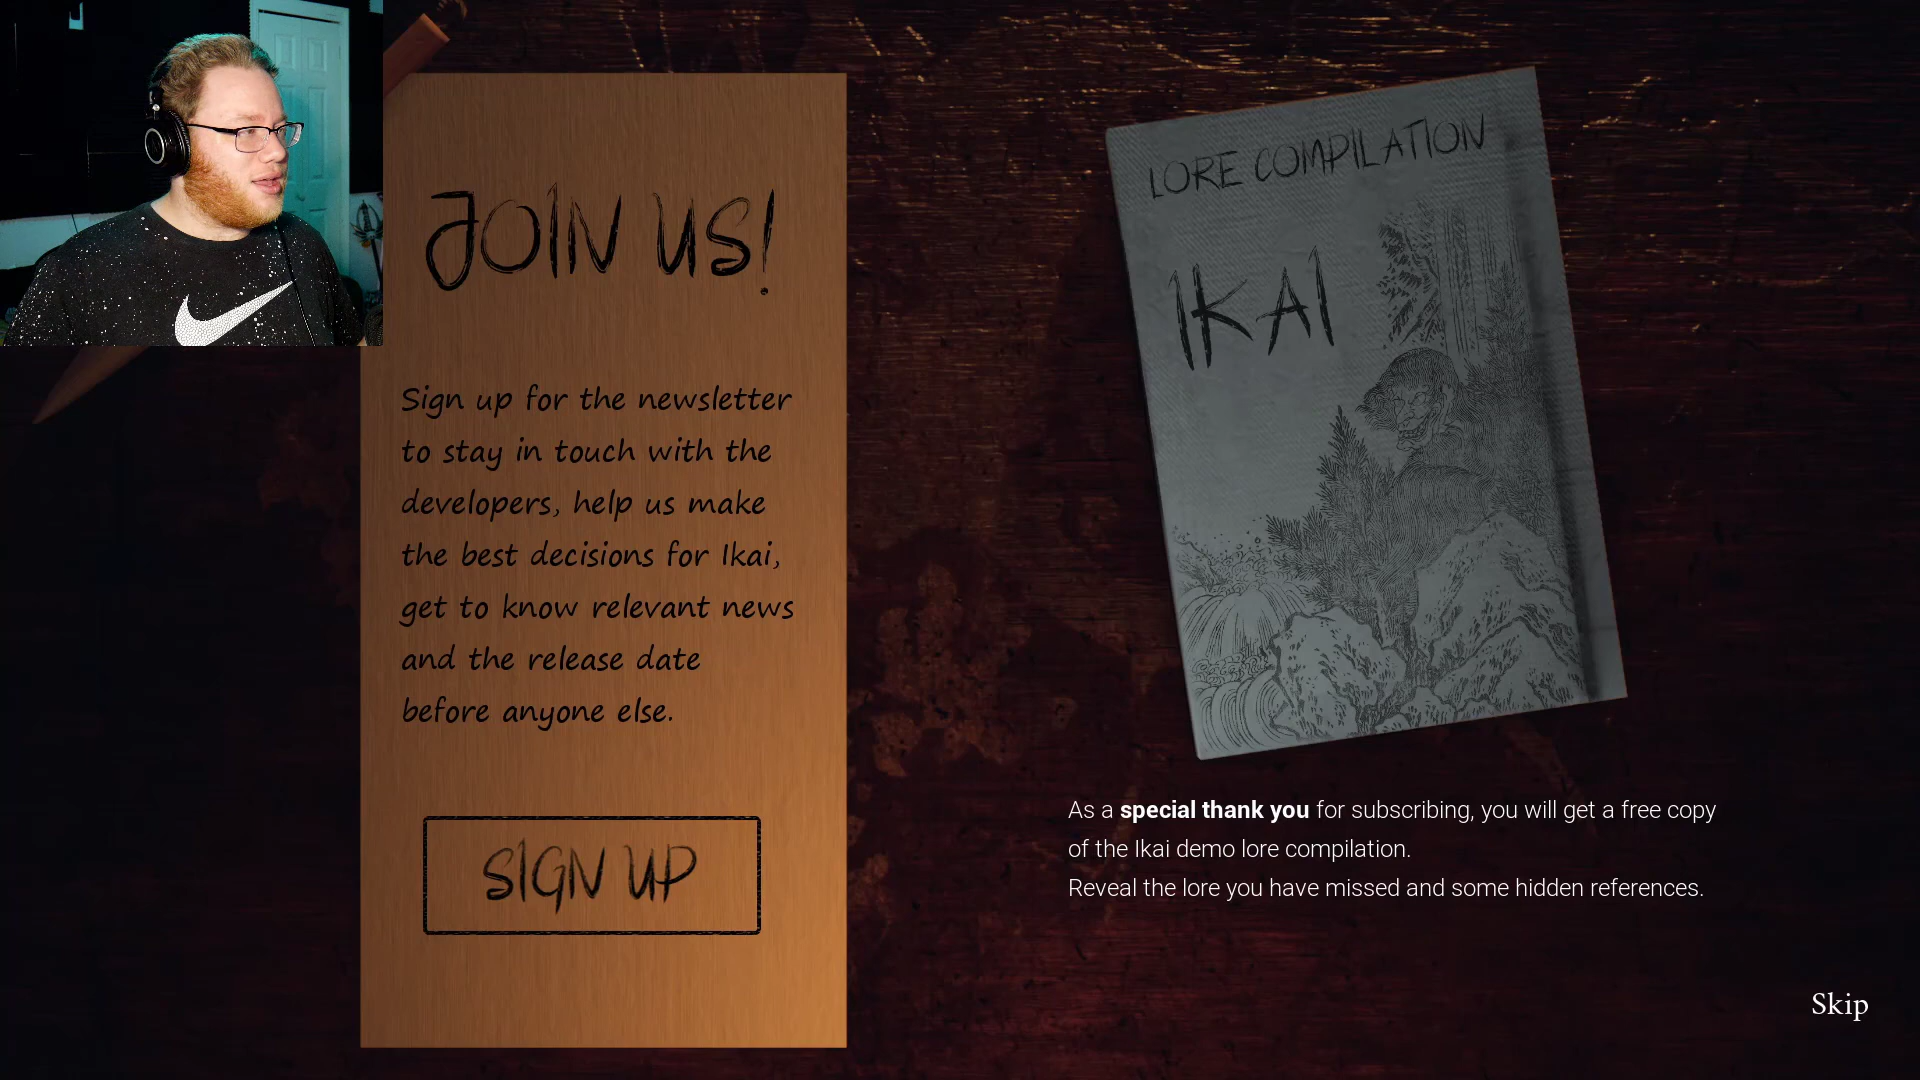 JOIN US!
Sign up for the newsletter
to stay in touch with the
developers, help us make
the best decisions for Ikai,
get to know relevant news
and the release date
before anyone else.
SIGN UP
LORE COMPILATION
IKAI
As a special thank you for subscribing, you will get a free copy
of the Ikai demo lore compilation.
Reveal the lore you have missed and some hidden references.
Skip